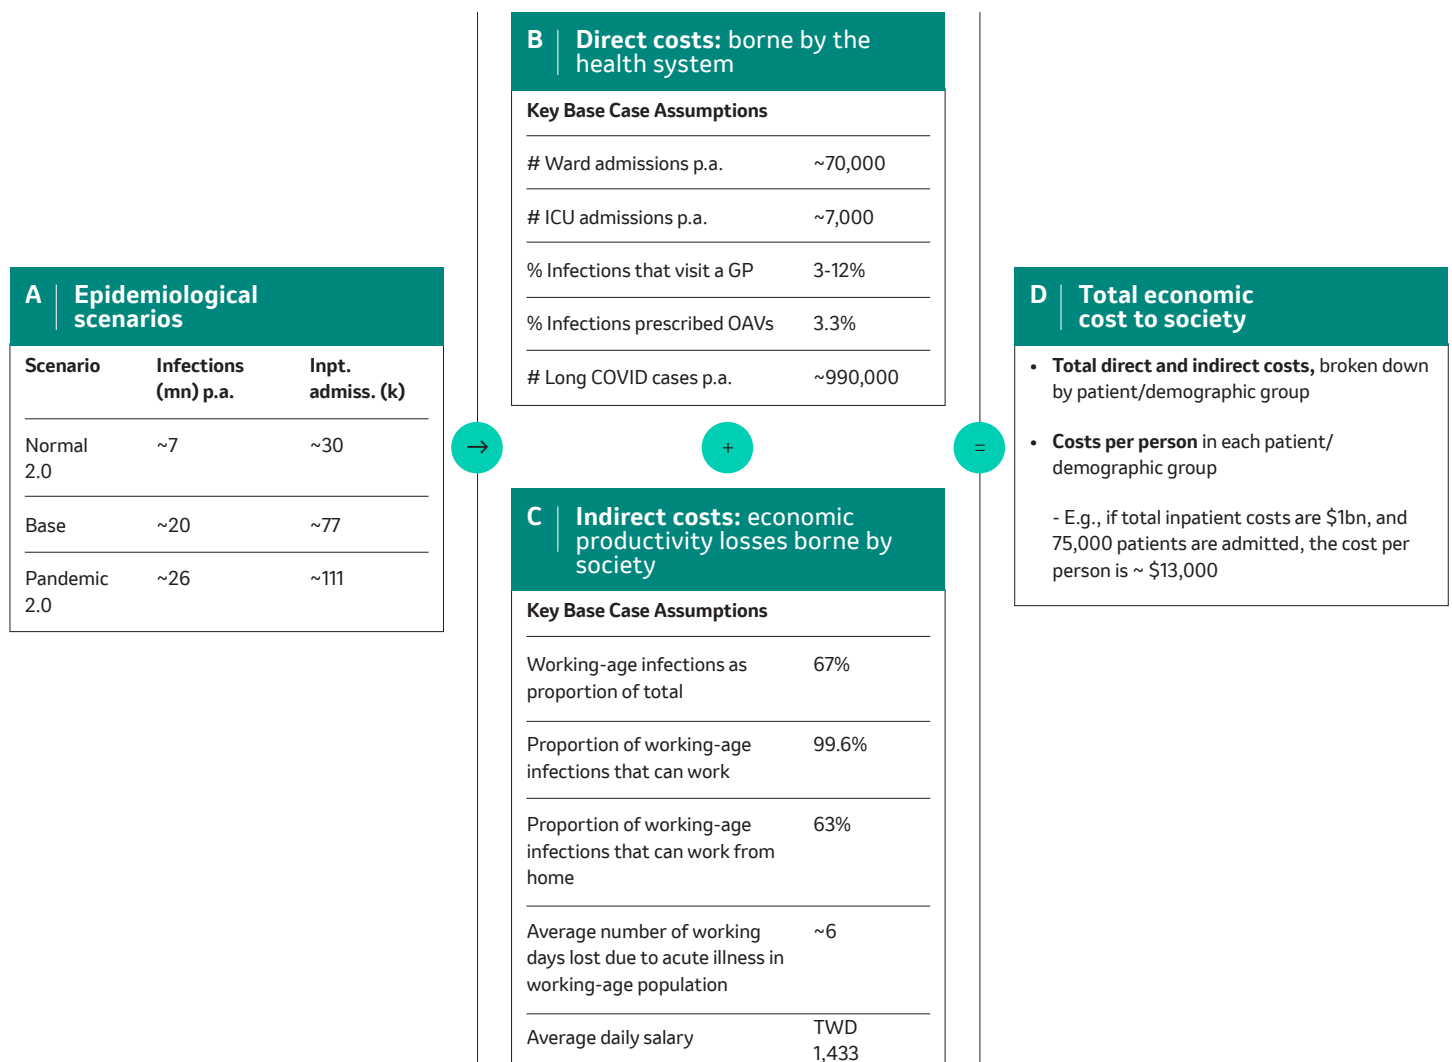 A Epidemiological
scenarios
Scenario Infections Inpt.
(mn) p.a. admiss. (k)
Normal ~7 ~30
2.0
Base ~20 ~77
Pandemic ~26 ~111
2.0
→
B Direct costs: borne by the
health system
Key Base Case Assumptions
# Ward admissions p.a. ~70,000
# ICU admissions p.a. ~7,000
% Infections that visit a GP 3-12%
% Infections prescribed OAVs 3.3%
# Long COVID cases p.a. ~990,000
+
C Indirect costs: economic
productivity losses borne by
society
Key Base Case Assumptions
Working-age infections as 67%
proportion of total
Proportion of working-age 99.6%
infections that can work
Proportion of working-age 63%
infections that can work from
home
Average number of working ~6
days lost due to acute illness in
working-age population
Average daily salary TWD
1,433
=
D Total economic
cost to society
• Total direct and indirect costs, broken down
by patient/demographic group
• Costs per person in each patient/
demographic group
- E.g., if total inpatient costs are $1bn, and
75,000 patients are admitted, the cost per
person is ~ $13,000